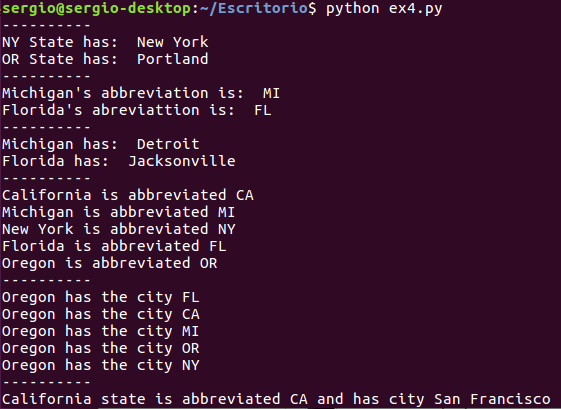 sergio@sergio-desktop:~/Escritorio$ python ex4.py
----------
NY State has:  New York
OR State has:  Portland
----------
Michigan's abbreviation is:  MI
Florida's abreviattion is:  FL
----------
Michigan has:  Detroit
Florida has:  Jacksonville
----------
California is abbreviated CA
Michigan is abbreviated MI
New York is abbreviated NY
Florida is abbreviated FL
Oregon is abbreviated OR
----------
Oregon has the city FL
Oregon has the city CA
Oregon has the city MI
Oregon has the city OR
Oregon has the city NY
----------
California state is abbreviated CA and has city San Francisco